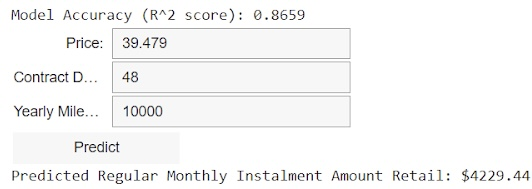 Model Accuracy (R^2 score): 0.8659
Price: 39.479
Contract D... 48
Yearly Mile... 10000
Predict
Predicted Regular Monthly Instalment Amount Retail: $4229.44